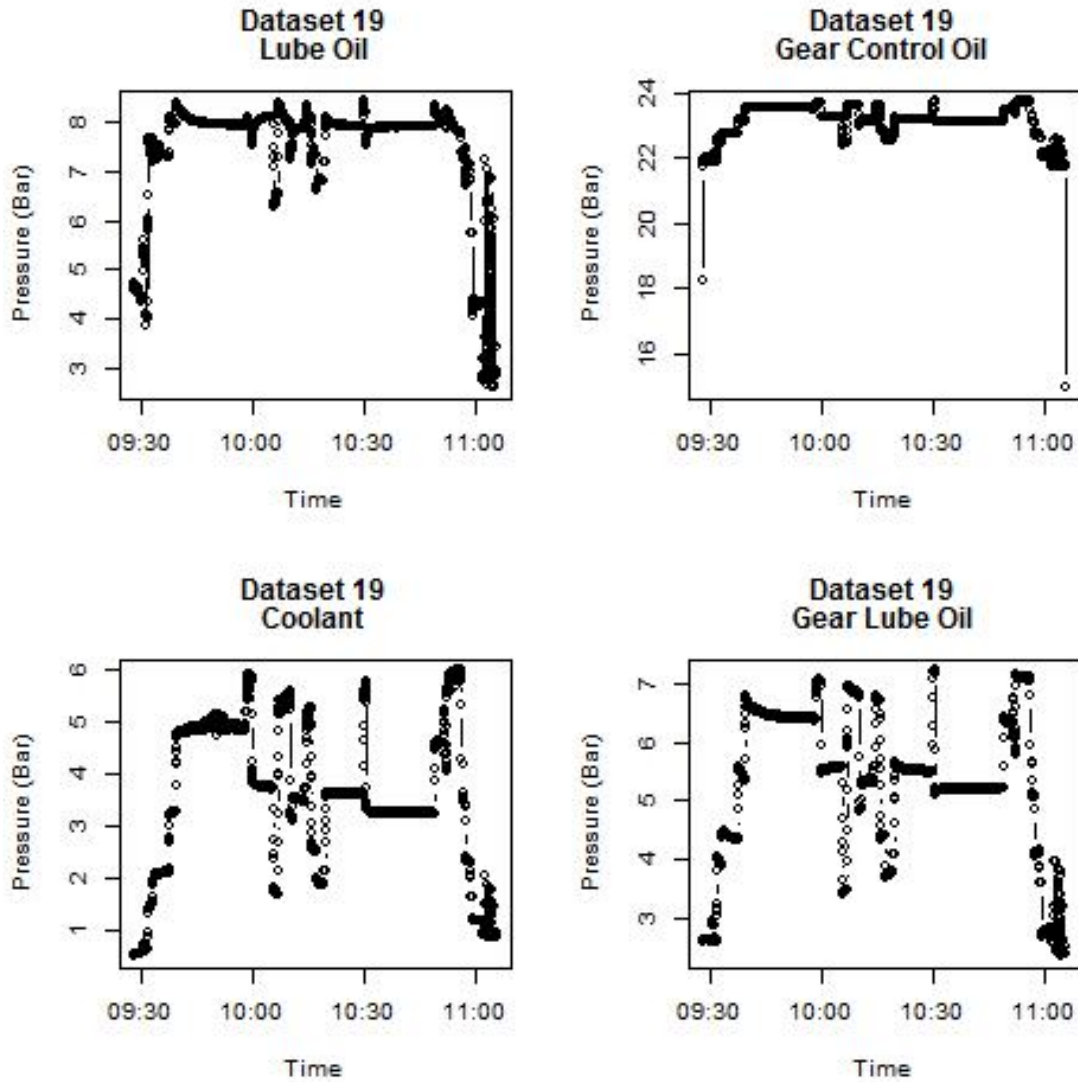 Dataset 19
Lube Oil
Pressure (Bar)
8
7
6
5
4
3
09:30 10:00 10:30 11:00
Time
Dataset 19
Gear Control Oil
Pressure (Bar)
24
22
20
18
16
09:30 10:00 10:30 11:00
Time
Dataset 19
Coolant
Pressure (Bar)
6
5
4
3
2
1
09:30 10:00 10:30 11:00
Time
Dataset 19
Gear Lube Oil
Pressure (Bar)
7
6
5
4
3
09:30 10:00 10:30 11:00
Time